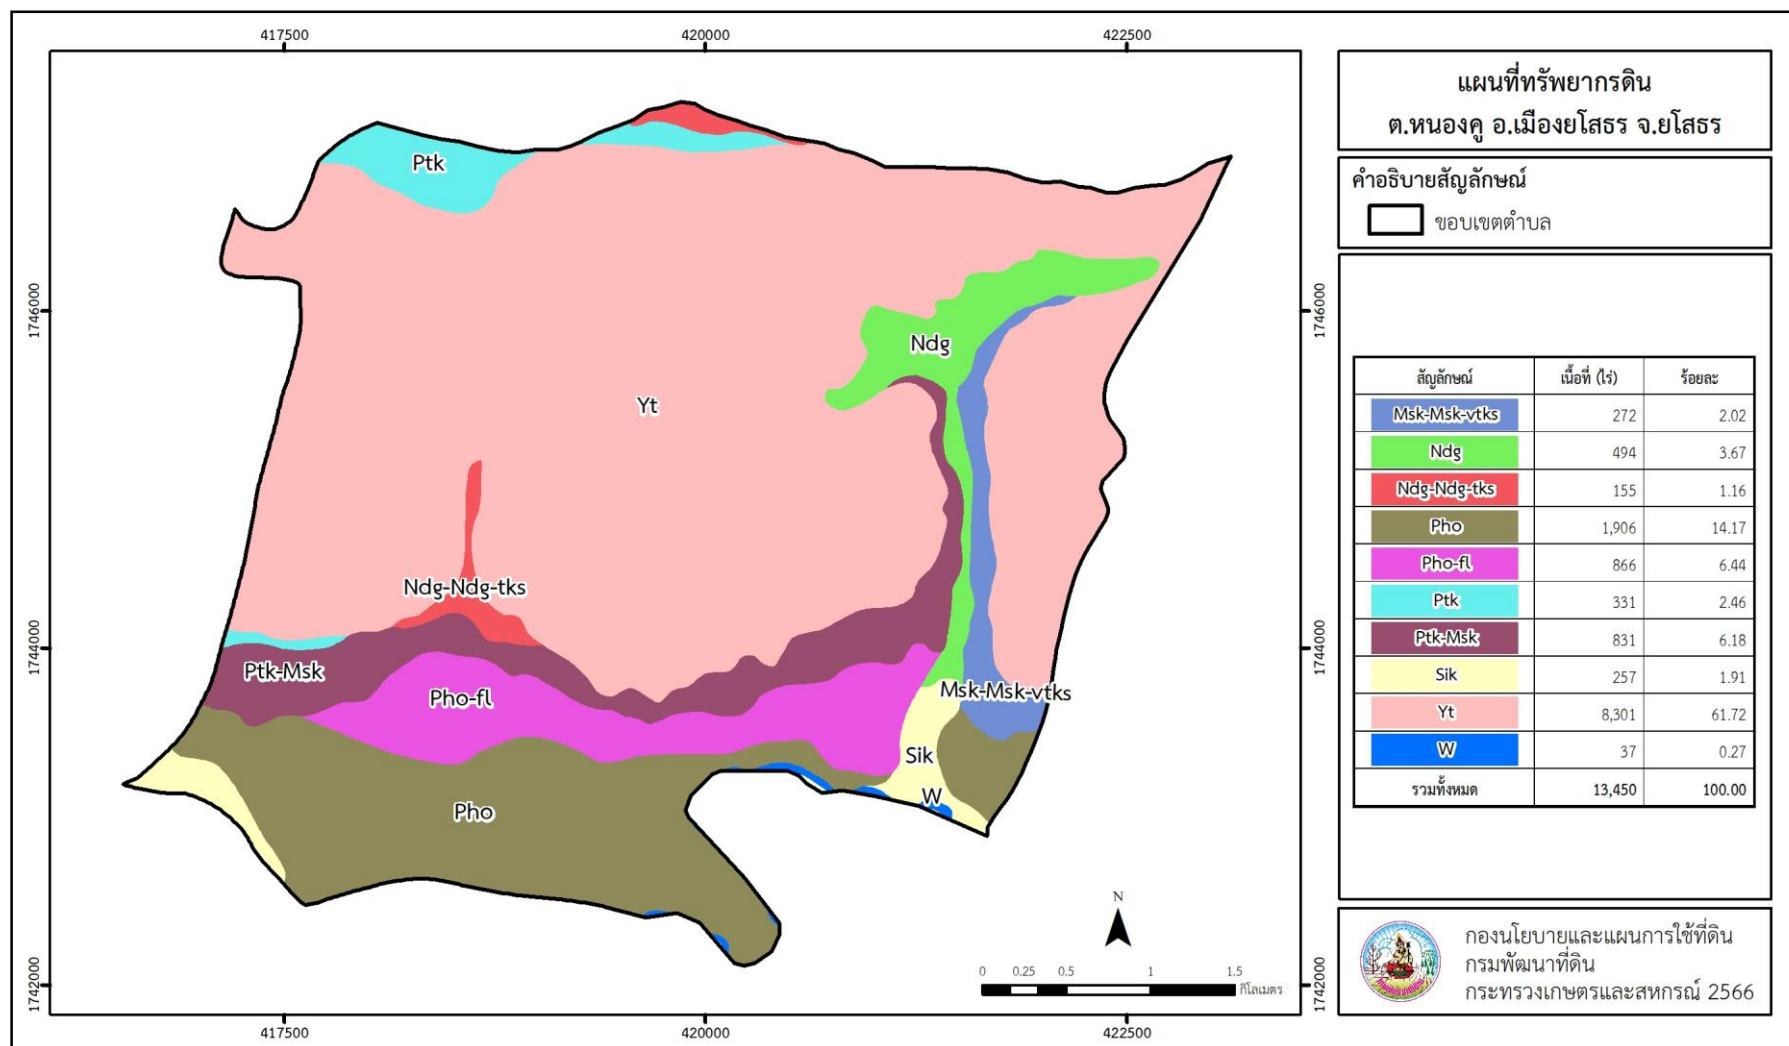 417500 420000 422500
แผนที่ทรัพยากรดิน
ต.หนองคู อ.เมืองยโสธร จ.ยโสธร
คำอธิบายสัญลักษณ์
ขอบเขตตำบล
1746000
1744000
1742000
1746000
1744000
1742000
Ptk
Ndg
Yt
Ndg-Ndg-tks
Ptk-Msk
Pho-fl
Msk-Msk-vtks
Sik
W
Pho
สัญลักษณ์ เนื้อที่ (ไร่) ร้อยละ
Msk-Msk-vtks 272 2.02
Ndg 494 3.67
Ndg-Ndg-tks 155 1.16
Pho 1,906 14.17
Pho-fl 866 6.44
Ptk 331 2.46
Ptk-Msk 831 6.18
Sik 257 1.91
Yt 8,301 61.72
W 37 0.27
รวมทั้งหมด 13,450 100.00
N
0 0.25 0.5 1 1.5
กิโลเมตร
กองนโยบายและแผนการใช้ที่ดิน
กรมพัฒนาที่ดิน
กระทรวงเกษตรและสหกรณ์ 2566
417500 420000 422500